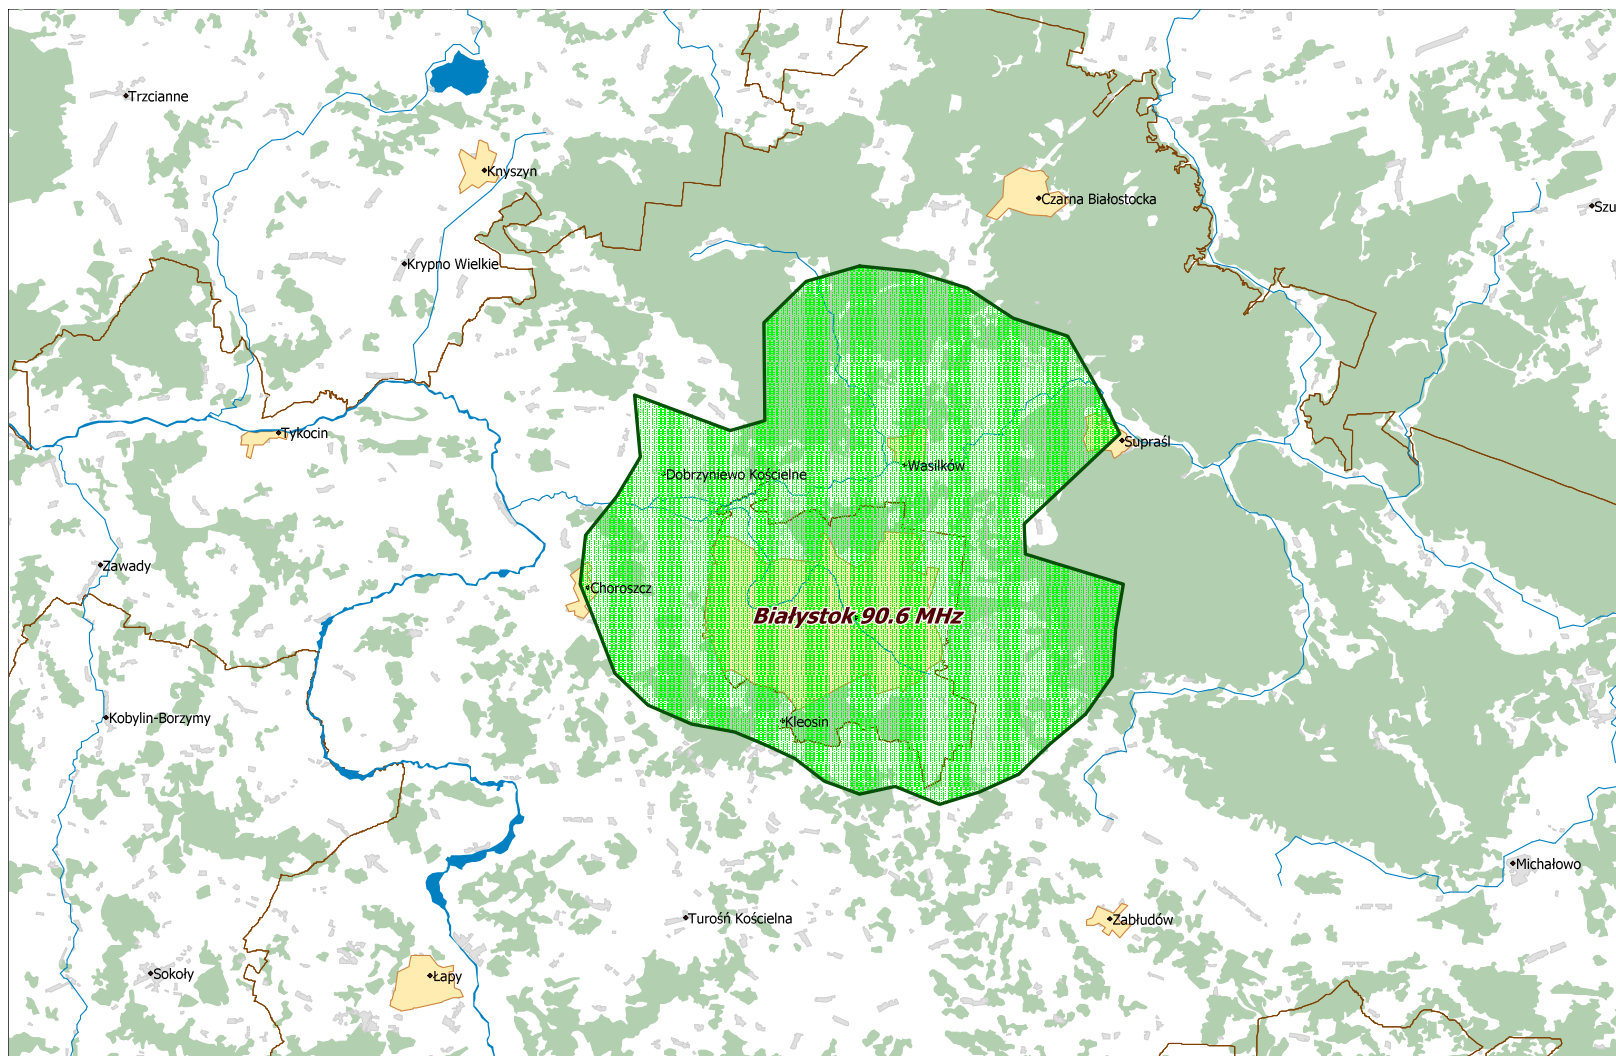 Trzcianne
Knyszyn
Czarna Białostocka
Szu
Krypno Wielkie
Tykocin
Supraśl
Wasilków
Dobrzyniewo Kościelne
Zawady
Choroszcz
Białystok 90.6 MHz
Kobylin-Borzymy
Kleosin
Michałowo
Turośń Kościelna
Zabłudów
Sokoły
Łapy